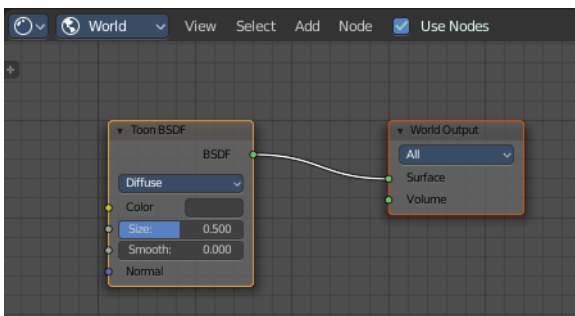 World View Select Add Node Use Nodes
Toon BSDF
BSDF
Diffuse
Color
Size: 0.500
Smooth: 0.000
Normal
World Output
All
Surface
Volume